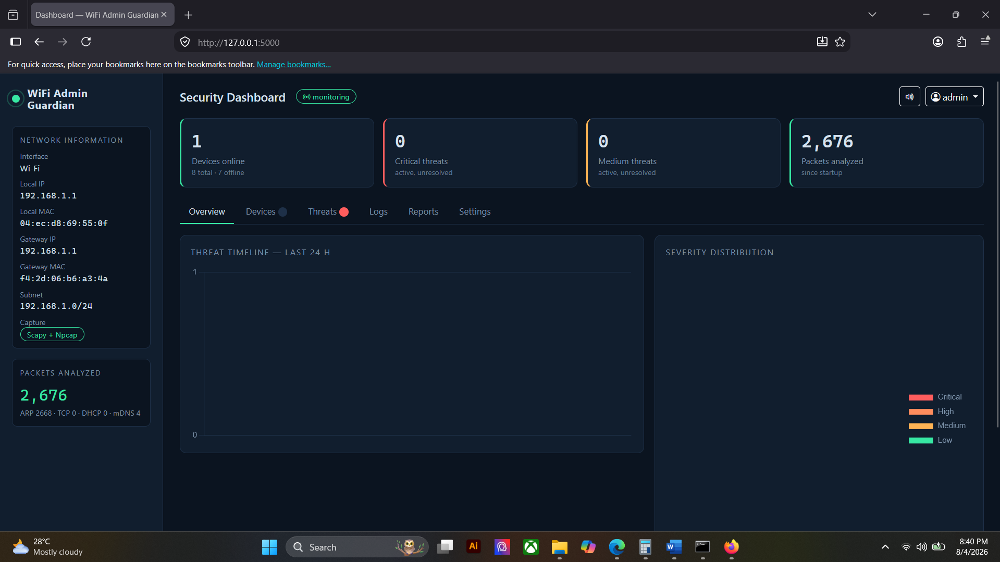 Dashboard — WiFi Admin Guardian
http://127.0.0.1:5000
For quick access, place your bookmarks here on the bookmarks toolbar. Manage bookmarks...
WiFi Admin
Guardian
NETWORK INFORMATION
Interface
Wi-Fi
Local IP
192.168.1.1
Local MAC
04:ec:d8:69:55:0f
Gateway IP
192.168.1.1
Gateway MAC
f4:2d:06:b6:a3:4a
Subnet
192.168.1.0/24
Capture
Scapy + Npcap
PACKETS ANALYZED
2,676
ARP 2668 · TCP 0 · DHCP 0 · mDNS 4
Security Dashboard
monitoring
admin
1
Devices online
8 total · 7 offline
0
Critical threats
active, unresolved
0
Medium threats
active, unresolved
2,676
Packets analyzed
since startup
Overview Devices Threats Logs Reports Settings
THREAT TIMELINE — LAST 24 H
1
0
SEVERITY DISTRIBUTION
Critical
High
Medium
Low
28°C
Mostly cloudy
Search
Ai
W
8:40 PM
8/4/2026